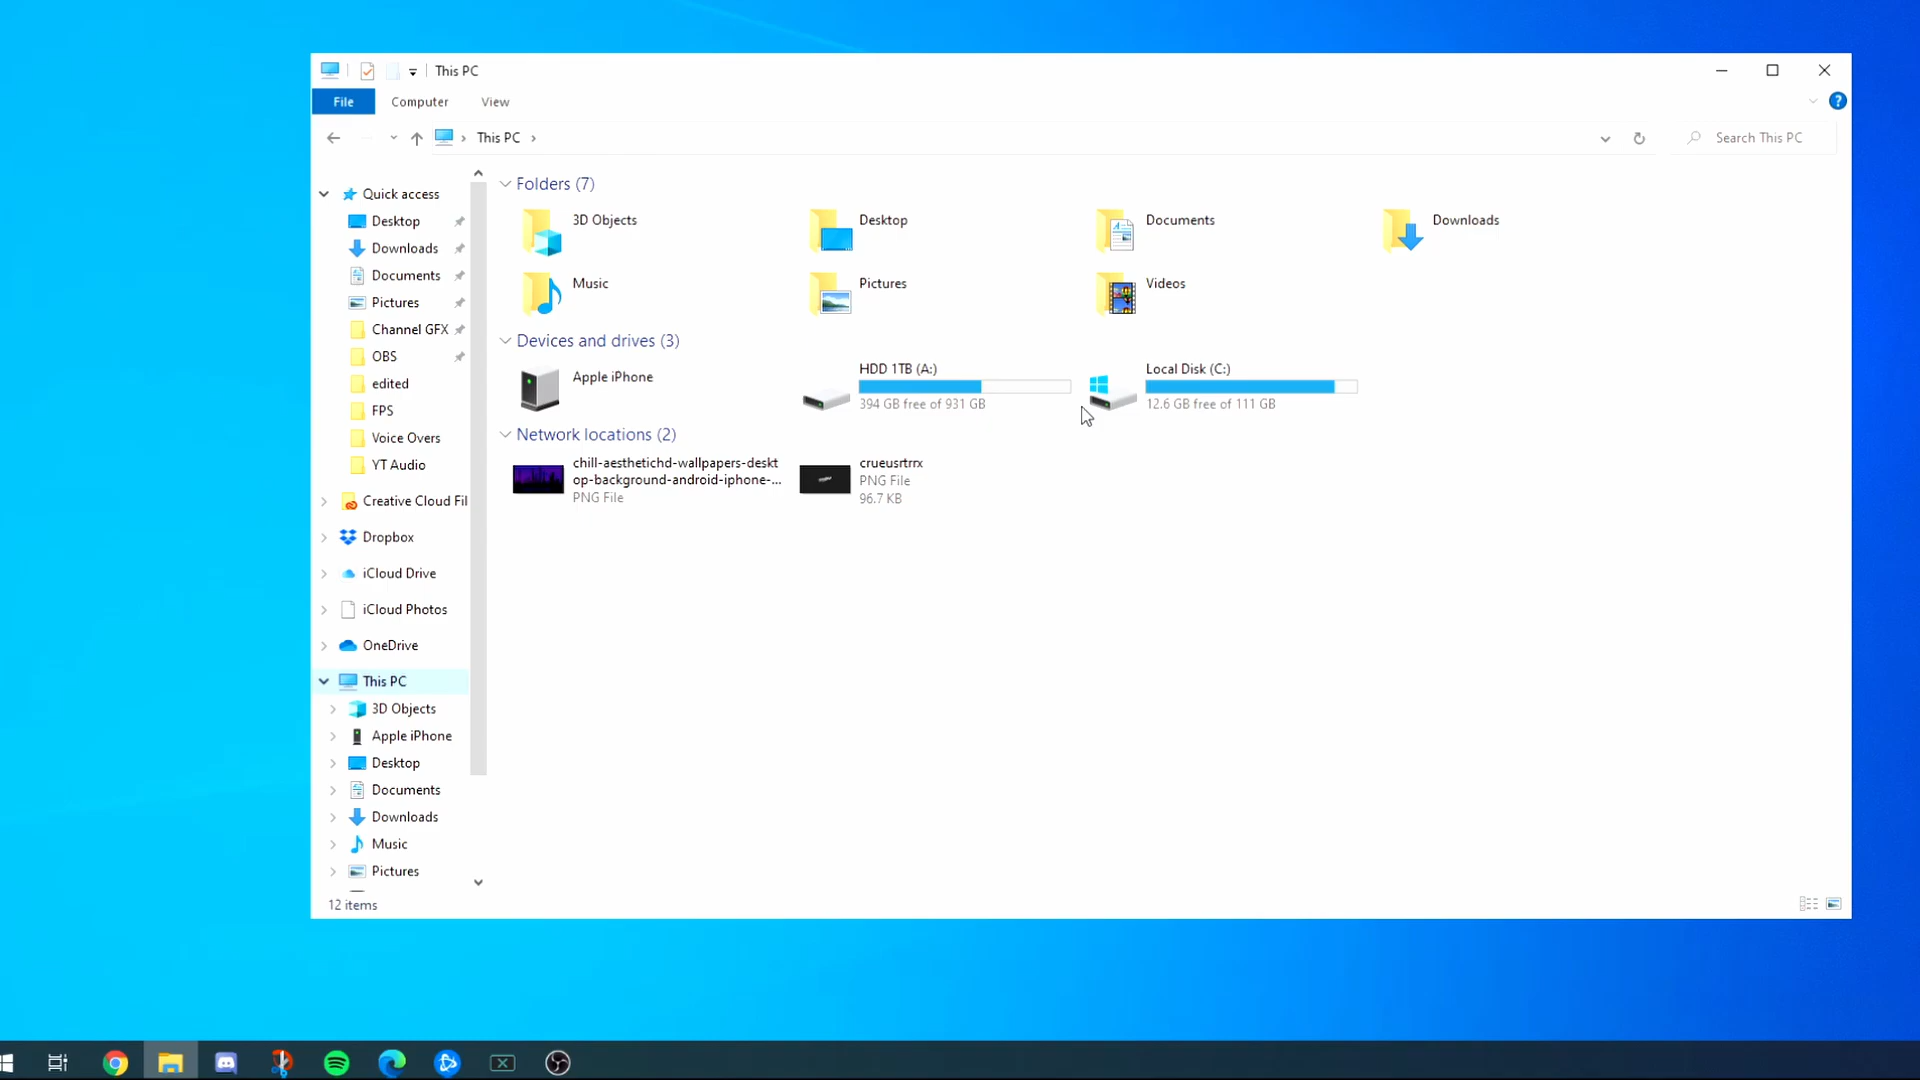 This PC
File
Computer
View
This PC
Search This PC
Quick access
Desktop
Downloads
Documents
Pictures
Channel GFX
OBS
edited
FPS
Voice Overs
YT Audio
Creative Cloud Fil
Dropbox
iCloud Drive
iCloud Photos
OneDrive
This PC
3D Objects
Apple iPhone
Desktop
Documents
Downloads
Music
Pictures
Folders (7)
3D Objects
Desktop
Documents
Downloads
Music
Pictures
Videos
Devices and drives (3)
Apple iPhone
HDD 1TB (A:)
394 GB free of 931 GB
Local Disk (C:)
12.6 GB free of 111 GB
Network locations (2)
chill-aesthetichd-wallpapers-deskt
op-background-android-iphone-...
PNG File
crueusrtrrx
PNG File
96.7 KB
12 items